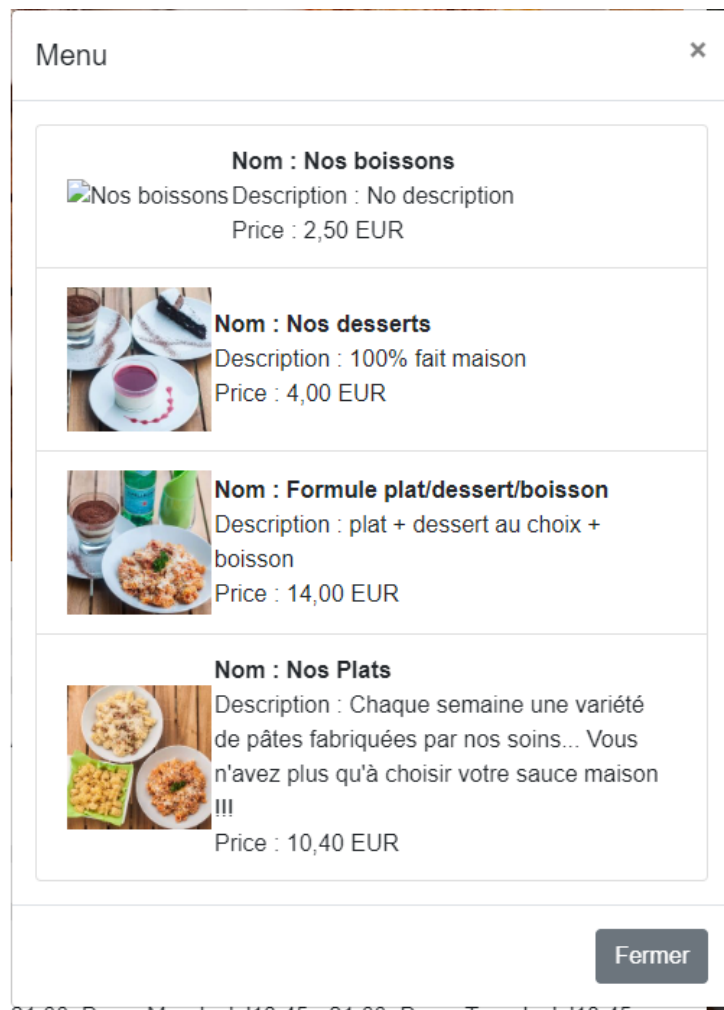 Menu
×
Nos boissons
Nom : Nos boissons
Description : No description
Price : 2,50 EUR
Nom : Nos desserts
Description : 100% fait maison
Price : 4,00 EUR
Nom : Formule plat/dessert/boisson
Description : plat + dessert au choix +
boisson
Price : 14,00 EUR
Nom : Nos Plats
Description : Chaque semaine une variété
de pâtes fabriquées par nos soins... Vous
n'avez plus qu'à choisir votre sauce maison
!!!
Price : 10,40 EUR
Fermer